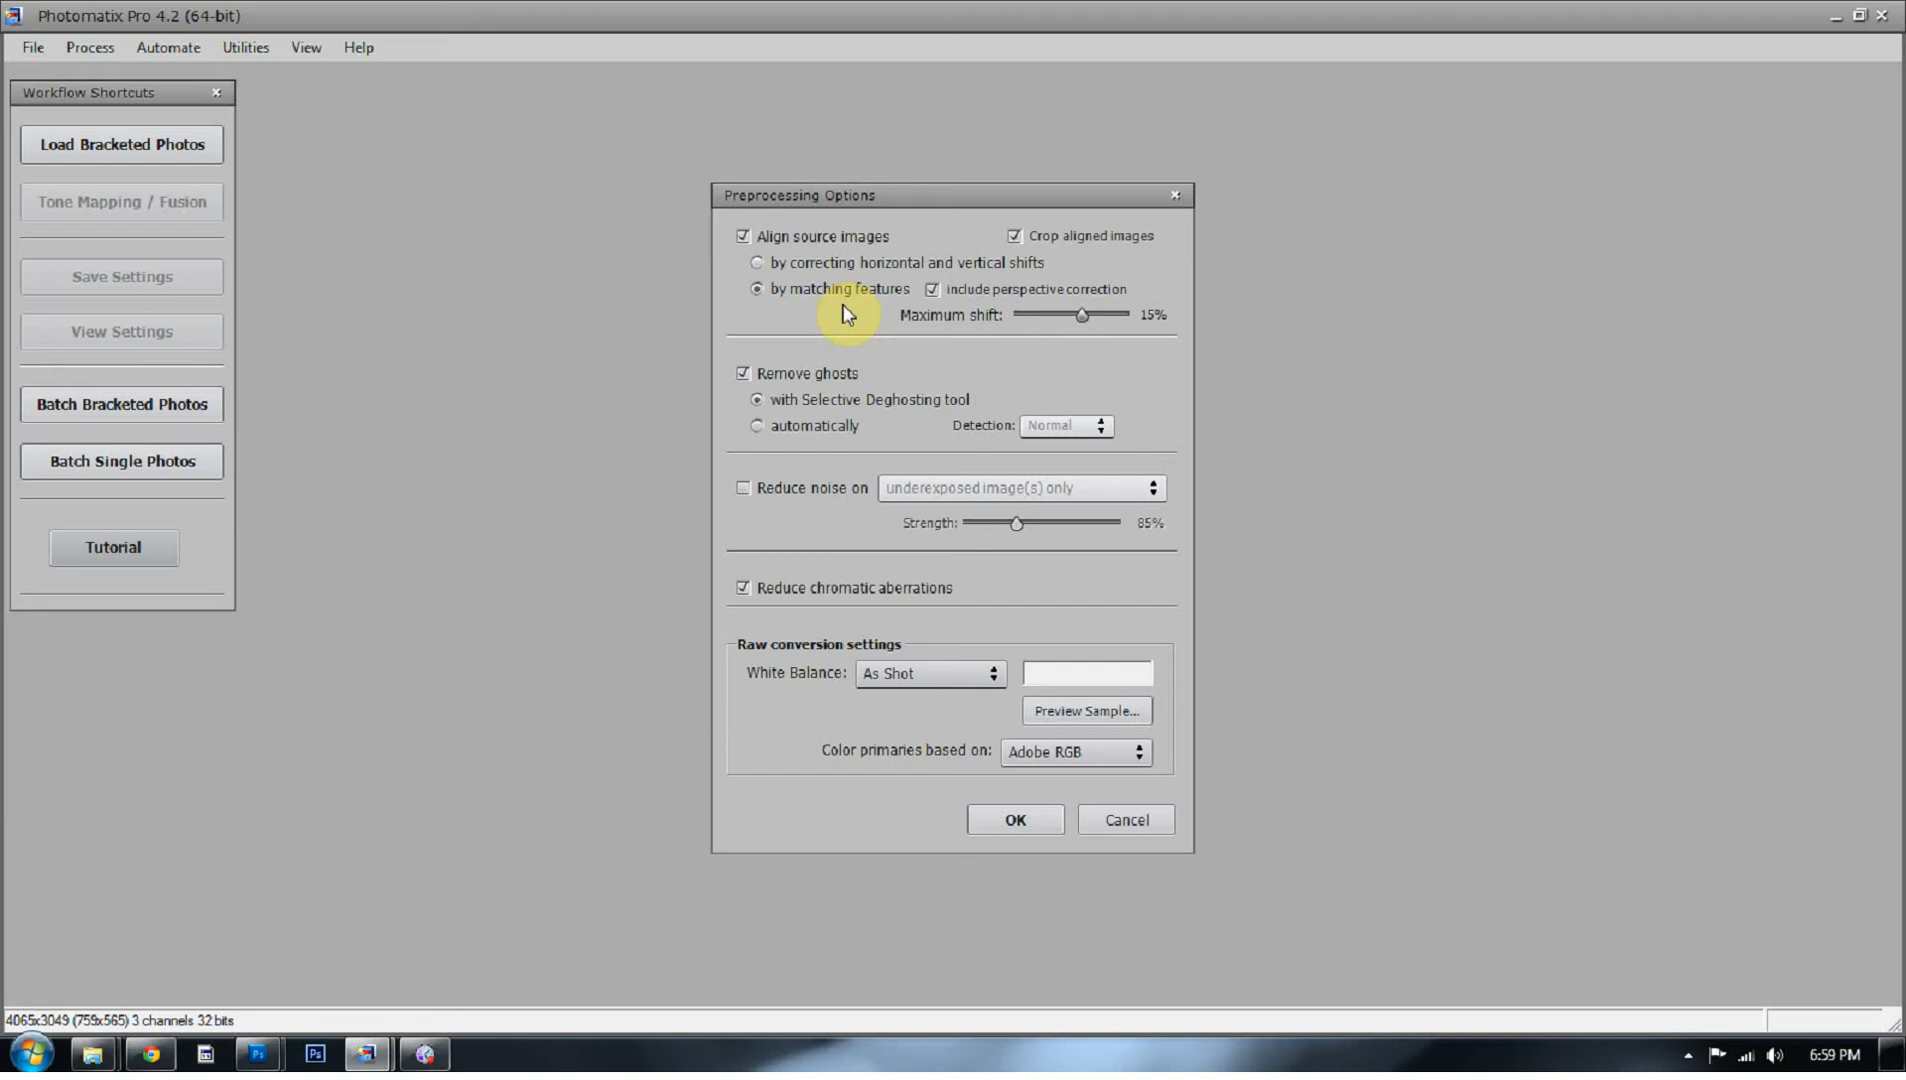 Photomatix Pro 4.2 (64-bit)
File Process Automate Utilities View Help
Workflow Shortcuts
Load Bracketed Photos
Tone Mapping / Fusion
Save Settings
View Settings
Batch Bracketed Photos
Batch Single Photos
Tutorial
Preprocessing Options
Align source images Crop aligned images
by correcting horizontal and vertical shifts
by matching features include perspective correction
Maximum shift: 15%
Remove ghosts
with Selective Deghosting tool
automatically Detection: Normal
Reduce noise on underexposed image(s) only
Strength: 85%
Reduce chromatic aberrations
Raw conversion settings
White Balance: As Shot
Preview Sample...
Color primaries based on: Adobe RGB
OK Cancel
4065x3049 (759x565) 3 channels 32 bits
Ps Ps 6:59 PM